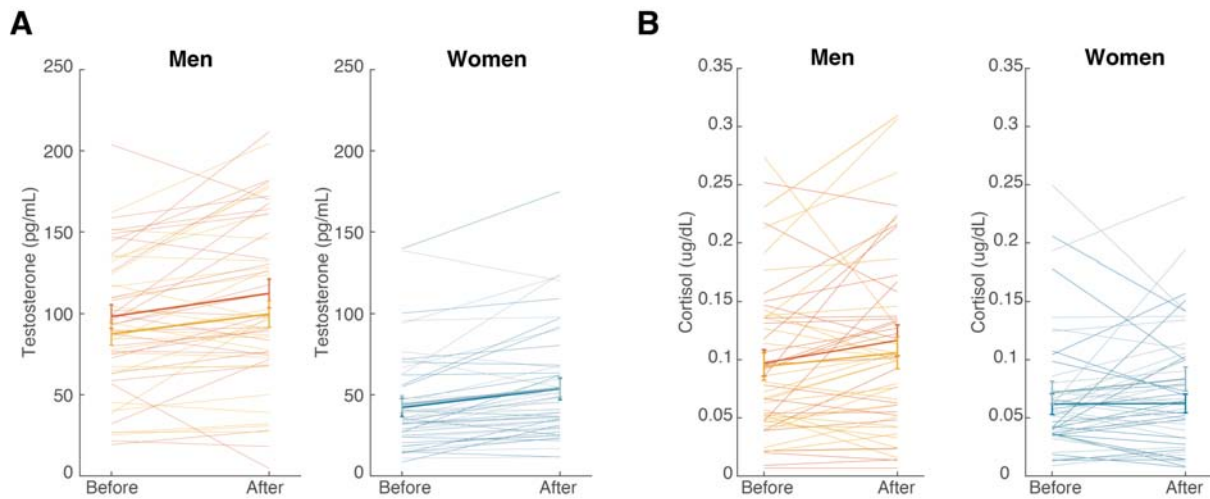 A
Men
Women
Testosterone (pg/mL)
250
200
150
100
50
0
Before
After
Testosterone (pg/mL)
250
200
150
100
50
0
Before
After
B
Men
Women
Cortisol (ug/dL)
0.35
0.3
0.25
0.2
0.15
0.1
0.05
0
Before
After
Cortisol (ug/dL)
0.35
0.3
0.25
0.2
0.15
0.1
0.05
0
Before
After